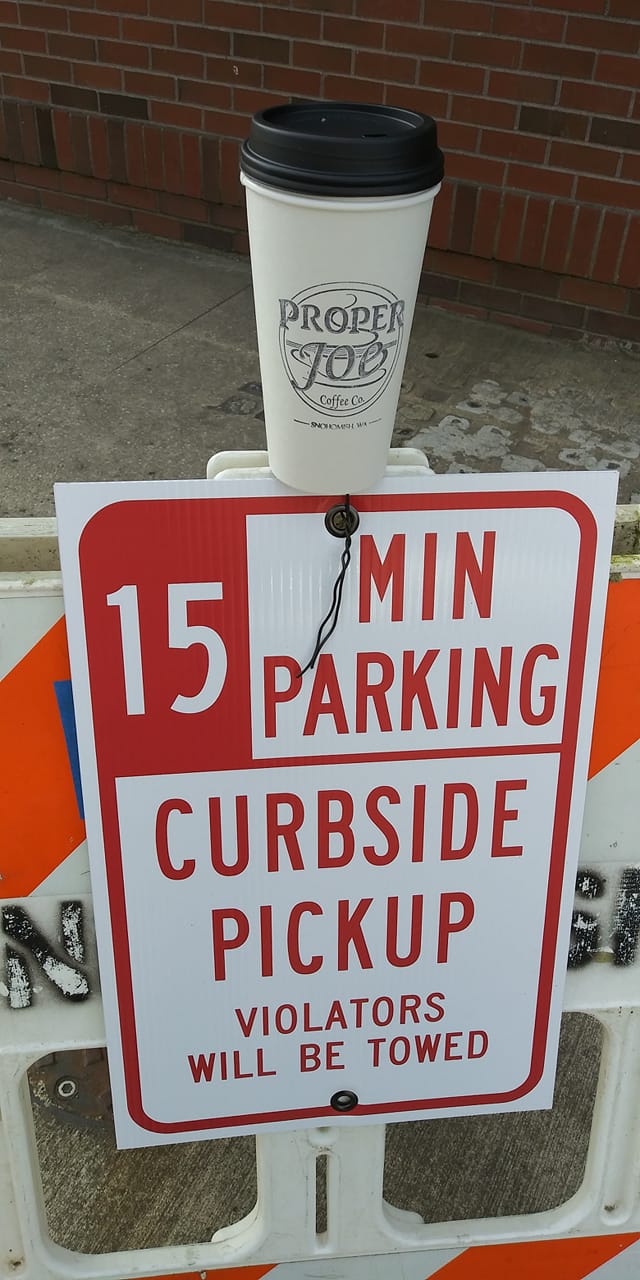 PROPER
JOE
Coffee Co.
SNOHOMISH, WA
15
MIN
PARKING
CURBSIDE
PICKUP
VIOLATORS
WILL BE TOWED